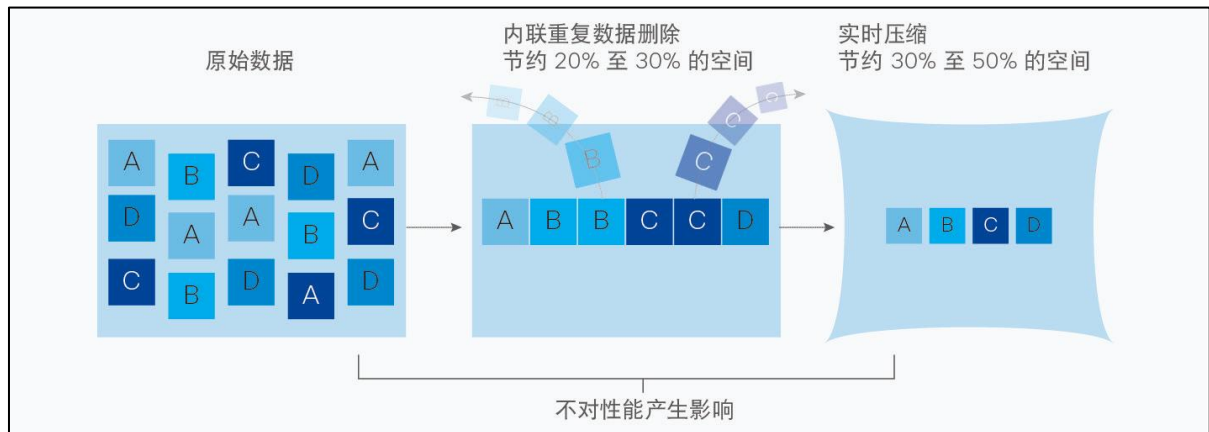 原始数据
内联重复数据删除
节约 20% 至 30% 的空间
实时压缩
节约 30% 至 50% 的空间
A B C D A
D A A B C
C B D A D
B B B C C C
A B B C C D
A B C D
不对性能产生影响